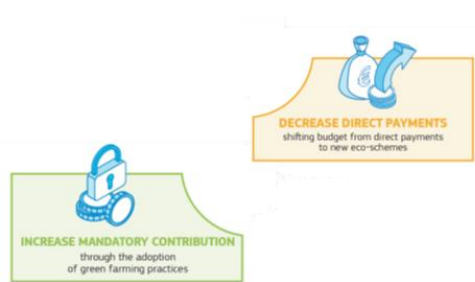 DECREASE DIRECT PAYMENTS
shifting budget from direct payments
to new eco-schemes
INCREASE MANDATORY CONTRIBUTION
through the adoption
of green farming practices